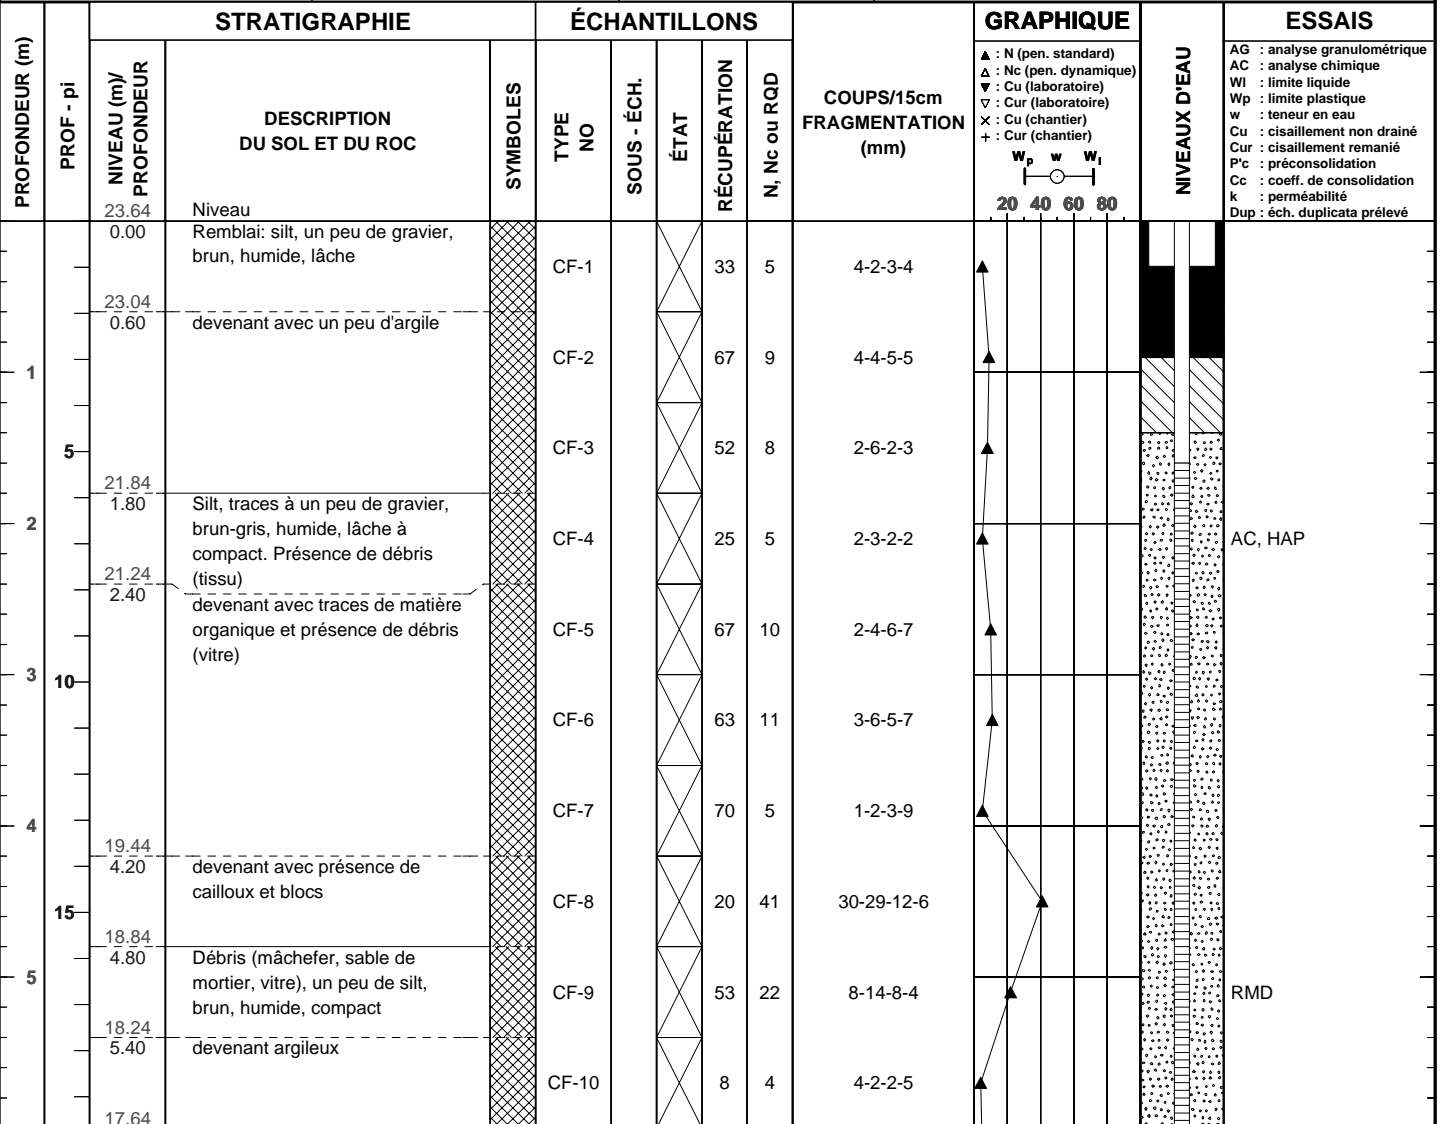 STRATIGRAPHIE
ÉCHANTILLONS
GRAPHIQUE
ESSAIS
PROFONDEUR (m)
PROF - pi
NIVEAU (m)/
PROFONDEUR
DESCRIPTION
DU SOL ET DU ROC
SYMBOLES
TYPE
NO
SOUS - ÉCH.
ÉTAT
RÉCUPÉRATION
N, Nc ou RQD
COUPS/15cm
FRAGMENTATION
(mm)
▲ : N (pen. standard)
△ : Nc (pen. dynamique)
▼ : Cu (laboratoire)
▽ : Cur (laboratoire)
× : Cu (chantier)
+ : Cur (chantier)
Wp w Wl
20 40 60 80
NIVEAUX D'EAU
AG : analyse granulométrique
AC : analyse chimique
Wl : limite liquide
Wp : limite plastique
w : teneur en eau
Cu : cisaillement non drainé
Cur : cisaillement remanié
P'c : préconsolidation
Cc : coeff. de consolidation
k : perméabilité
Dup : éch. duplicata prélevé
23.64 Niveau
0.00 Remblai: silt, un peu de gravier,
brun, humide, lâche
CF-1 33 5 4-2-3-4
23.04
0.60 devenant avec un peu d'argile
CF-2 67 9 4-4-5-5
1
CF-3 52 8 2-6-2-3
5
21.84
1.80 Silt, traces à un peu de gravier,
brun-gris, humide, lâche à
compact. Présence de débris
(tissu)
2
CF-4 25 5 2-3-2-2 AC, HAP
21.24
2.40 devenant avec traces de matière
organique et présence de débris
(vitre)
CF-5 67 10 2-4-6-7
3
10
CF-6 63 11 3-6-5-7
CF-7 70 5 1-2-3-9
4
19.44
4.20 devenant avec présence de
cailloux et blocs
CF-8 20 41 30-29-12-6
15
18.84
4.80 Débris (mâchefer, sable de
mortier, vitre), un peu de silt,
brun, humide, compact
5
CF-9 53 22 8-14-8-4 RMD
18.24
5.40 devenant argileux
CF-10 8 4 4-2-2-5
17.64